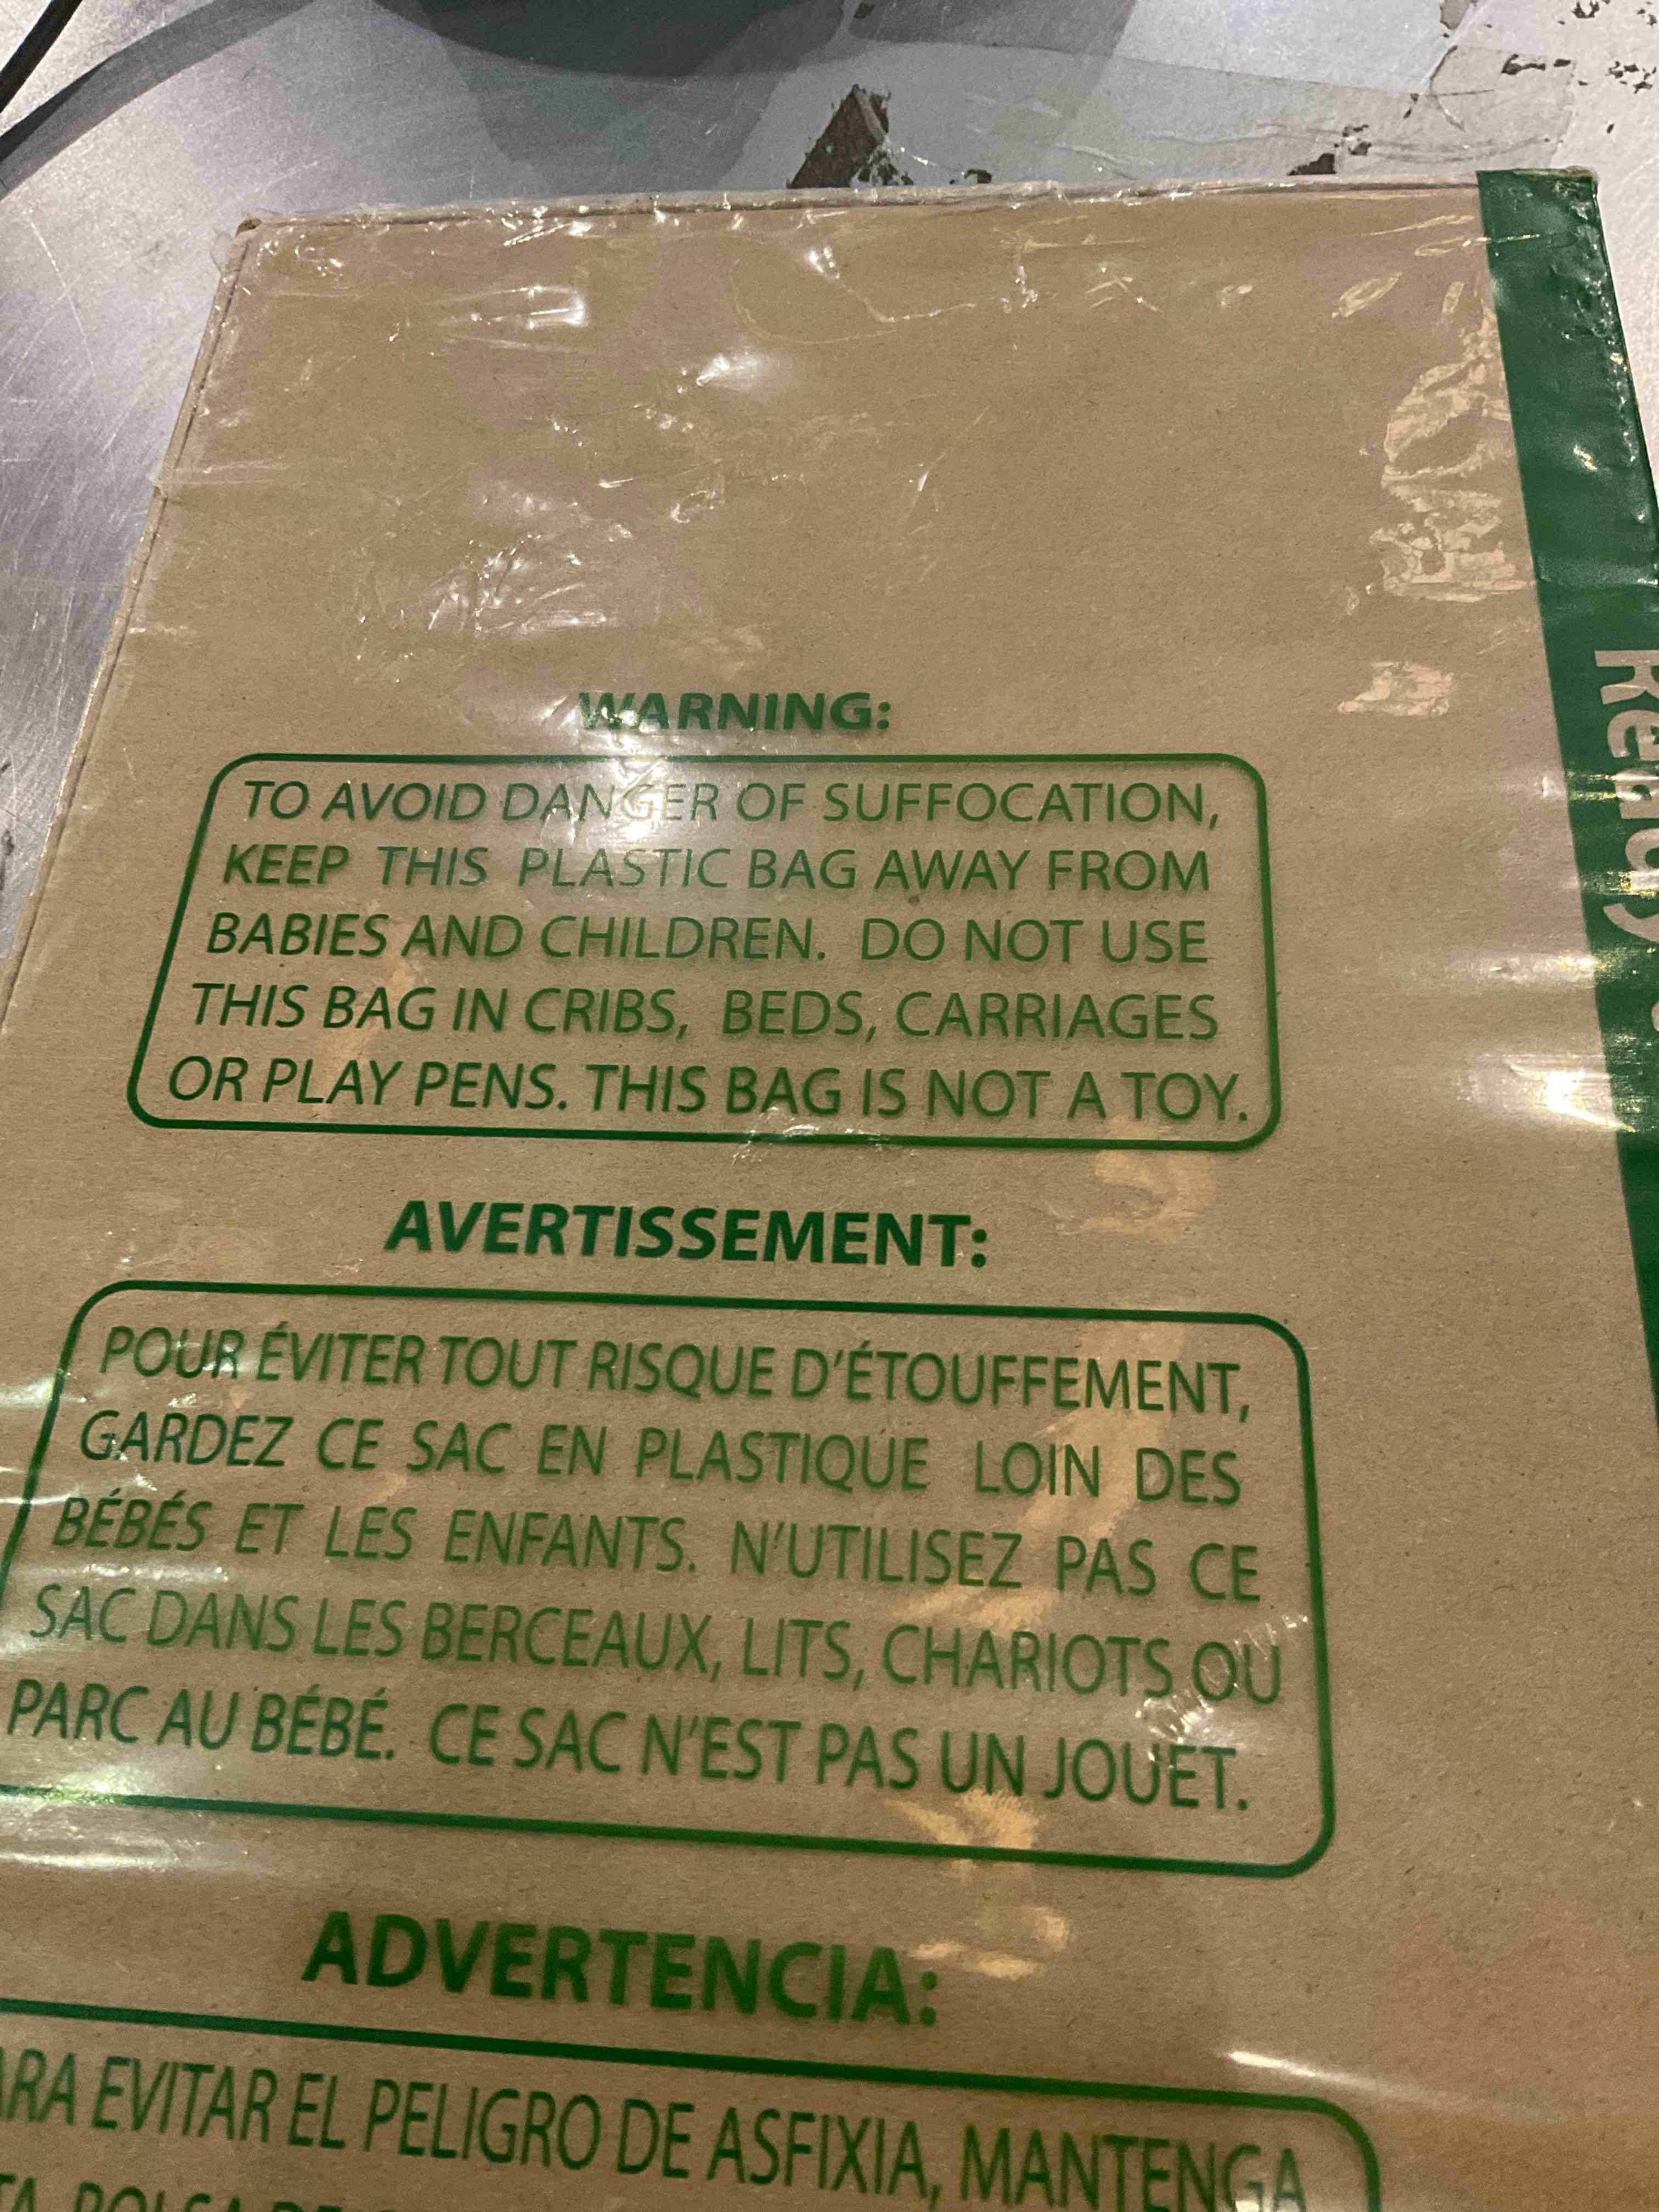 WARNING:
TO AVOID DANGER OF SUFFOCATION,
KEEP THIS PLASTIC BAG AWAY FROM
BABIES AND CHILDREN. DO NOT USE
THIS BAG IN CRIBS, BEDS, CARRIAGES
OR PLAY PENS. THIS BAG IS NOT A TOY.
AVERTISSEMENT:
POUR ÉVITER TOUT RISQUE D'ÉTOUFFEMENT,
GARDEZ CE SAC EN PLASTIQUE LOIN DES
BÉBÉS ET LES ENFANTS. N'UTILISEZ PAS CE
SAC DANS LES BERCEAUX, LITS, CHARIOTS OU
PARC AU BÉBÉ. CE SAC N'EST PAS UN JOUET.
ADVERTENCIA:
ARA EVITAR EL PELIGRO DE ASFIXIA, MANTENGA
Ready